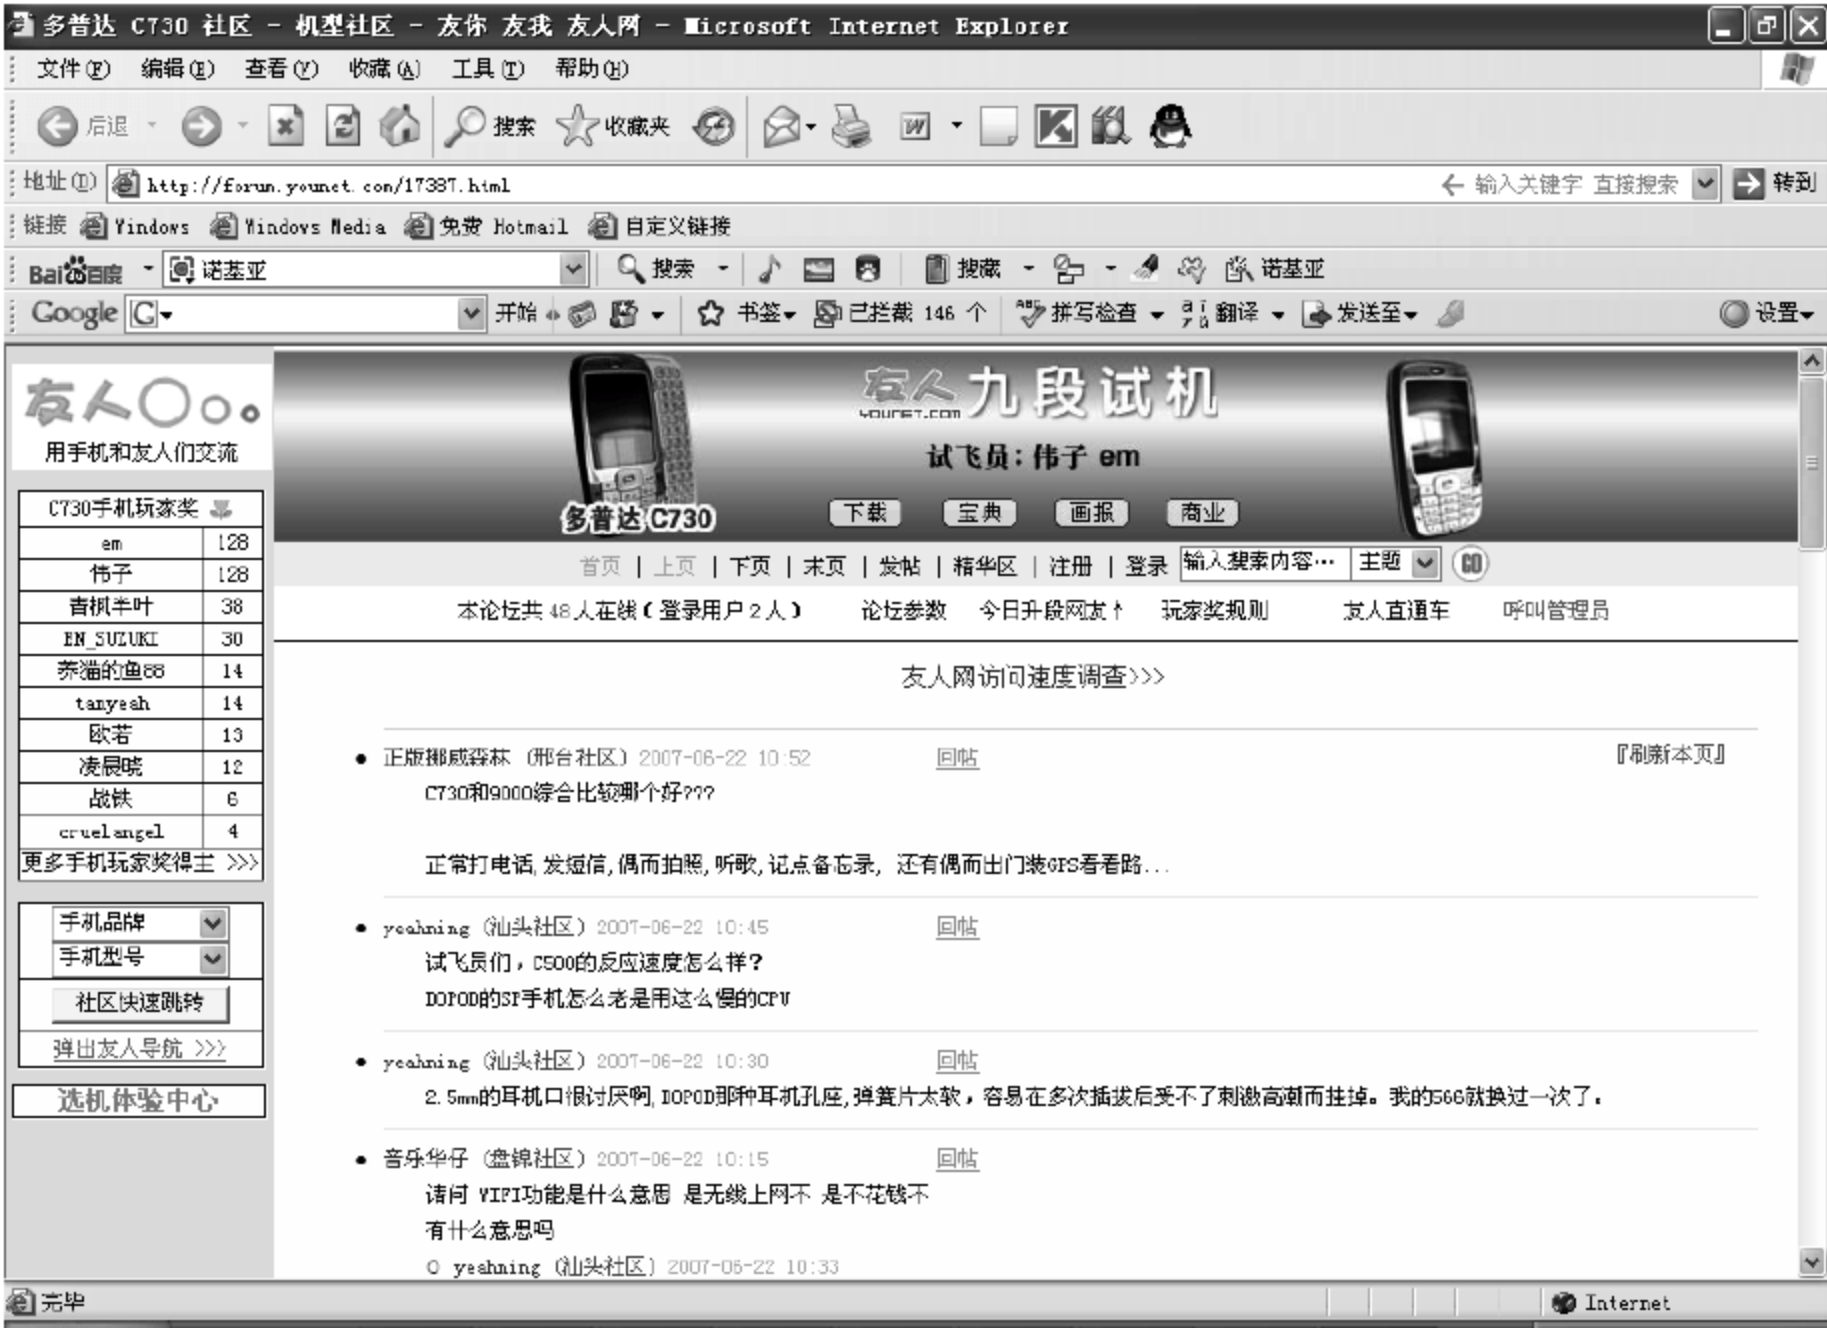 多普达 C730 社区 - 机型社区 - 友你 友我 友人网 - Microsoft Internet Explorer
文件(F) 编辑(E) 查看(V) 收藏(A) 工具(T) 帮助(H)
后退 搜索 收藏夹
地址(D) http://forum.younet.com/17387.html 输入关键字 直接搜索 转到
链接 Windows Windows Media 免费 Hotmail 自定义链接
Bai百度 诺基亚 搜索 搜藏 诺基亚
Google G 开始 书签 已拦截 146 个 拼写检查 翻译 发送至 设置
友人
用手机和友人们交流
C730手机玩家奖
em 128
伟子 128
青枫半叶 38
EN_SUZUKI 30
养猫的鱼88 14
tanyeah 14
欧若 13
凌晨晓 12
战铁 6
cruelangel 4
更多手机玩家奖得主 >>>
手机品牌
手机型号
社区快速跳转
弹出友人导航 >>>
选机体验中心
友人 YOUNET.COM 九段试机
试飞员：伟子 em
多普达 C730
下载 宝典 画报 商业
首页 | 上页 | 下页 | 末页 | 发帖 | 精华区 | 注册 | 登录 输入搜索内容… 主题 GO
本论坛共 48 人在线 ( 登录用户 2 人 ) 论坛参数 今日升段网友↑ 玩家奖规则 友人直通车 呼叫管理员
友人网访问速度调查>>>
正版挪威森林 (邢台社区) 2007-06-22 10:52 回帖 『刷新本页』
C730和9000综合比较哪个好???
正常打电话,发短信,偶而拍照,听歌,记点备忘录, 还有偶而出门装GPS看看路...
yeahning (汕头社区) 2007-06-22 10:45 回帖
试飞员们，C500的反应速度怎么样?
DOPOD的SP手机怎么老是用这么慢的CPU
yeahning (汕头社区) 2007-06-22 10:30 回帖
2.5mm的耳机口很讨厌啊,DOPOD那种耳机孔座,弹簧片太软，容易在多次插拔后受不了刺激高潮而挂掉。我的566就换过一次了。
音乐华仔 (盘锦社区) 2007-06-22 10:15 回帖
请问 WIFI功能是什么意思 是无线上网不 是不花钱不
有什么意思吗
yeahning (汕头社区) 2007-06-22 10:33
完毕 Internet